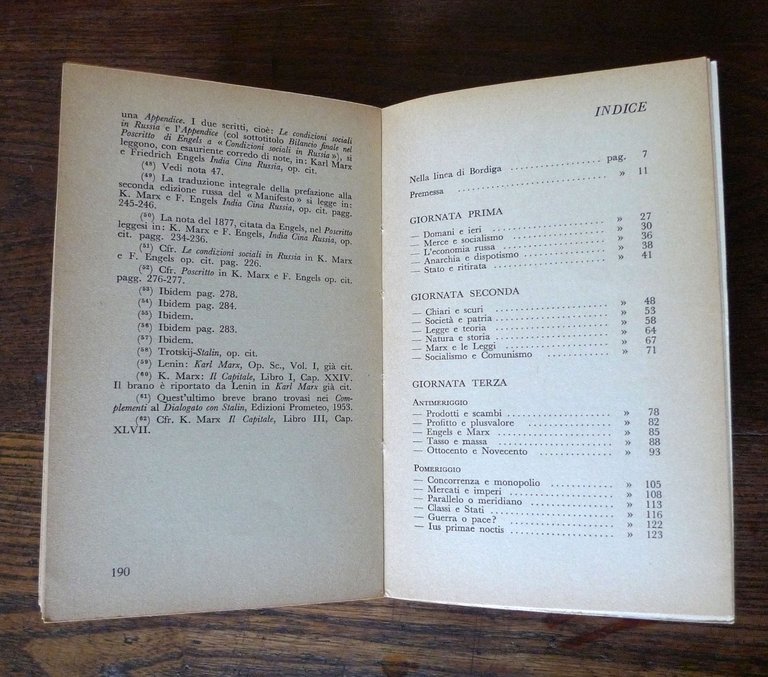 una Appendice. I due scritti, cioè: Le condizioni sociali
in Russia e l'Appendice (col sottotitolo Bilancio finale nel
Poscritto di Engels a « Condizioni sociali in Russia »), si
leggono, con esauriente corredo di note, in: Karl Marx
e Friedrich Engels India Cina Russia, op. cit.
(48) Vedi nota 47.
(49) La traduzione integrale della prefazione alla
seconda edizione russa del « Manifesto » si legge in:
K. Marx e F. Engels India Cina Russia, op. cit. pagg.
245-246.
(50) La nota del 1877, citata da Engels, nel Poscritto
leggesi in: K. Marx e F. Engels, India Cina Russia, op.
cit. pagg. 234-236.
(51) Cfr. Le condizioni sociali in Russia in K. Marx
e F. Engels op. cit. pag. 226.
(52) Cfr. Poscritto in K. Marx e F. Engels op. cit.
pagg. 276-277.
(53) Ibidem pag. 278.
(54) Ibidem pag. 284.
(55) Ibidem.
(56) Ibidem pag. 283.
(57) Ibidem.
(58) Trotskij-Stalin, op. cit.
(59) Lenin: Karl Marx, Op. Sc., Vol. I, già cit.
(60) K. Marx: Il Capitale, Libro I, Cap. XXIV.
Il brano è riportato da Lenin in Karl Marx già cit.
(61) Quest'ultimo breve brano trovasi nei Complementi
al Dialogato con Stalin, Edizioni Prometeo, 1953.
(62) Cfr. K. Marx Il Capitale, Libro III, Cap.
XLVII.
190
INDICE
Nella linea di Bordiga . . . . . . . . . . pag. 7
Premessa . . . . . . . . . . » 11
GIORNATA PRIMA
— Domani e ieri . . . . . . . . . . » 27
— Merce e socialismo . . . . . . . . . . » 30
— L'economia russa . . . . . . . . . . » 36
— Anarchia e dispotismo . . . . . . . . . . » 38
— Stato e ritirata . . . . . . . . . . » 41
GIORNATA SECONDA
— Chiari e scuri . . . . . . . . . . » 48
— Società e patria . . . . . . . . . . » 53
— Legge e teoria . . . . . . . . . . » 58
— Natura e storia . . . . . . . . . . » 64
— Marx e le Leggi . . . . . . . . . . » 67
— Socialismo e Comunismo . . . . . . . . . . » 71
GIORNATA TERZA
ANTIMERIGGIO
— Prodotti e scambi . . . . . . . . . . » 78
— Profitto e plusvalore . . . . . . . . . . » 82
— Engels e Marx . . . . . . . . . . » 85
— Tasso e massa . . . . . . . . . . » 88
— Ottocento e Novecento . . . . . . . . . . » 93
POMERIGGIO
— Concorrenza e monopolio . . . . . . . . . . » 105
— Mercati e imperi . . . . . . . . . . » 108
— Parallelo o meridiano . . . . . . . . . . » 113
— Classi e Stati . . . . . . . . . . » 116
— Guerra o pace? . . . . . . . . . . » 122
— Ius primae noctis . . . . . . . . . . » 123